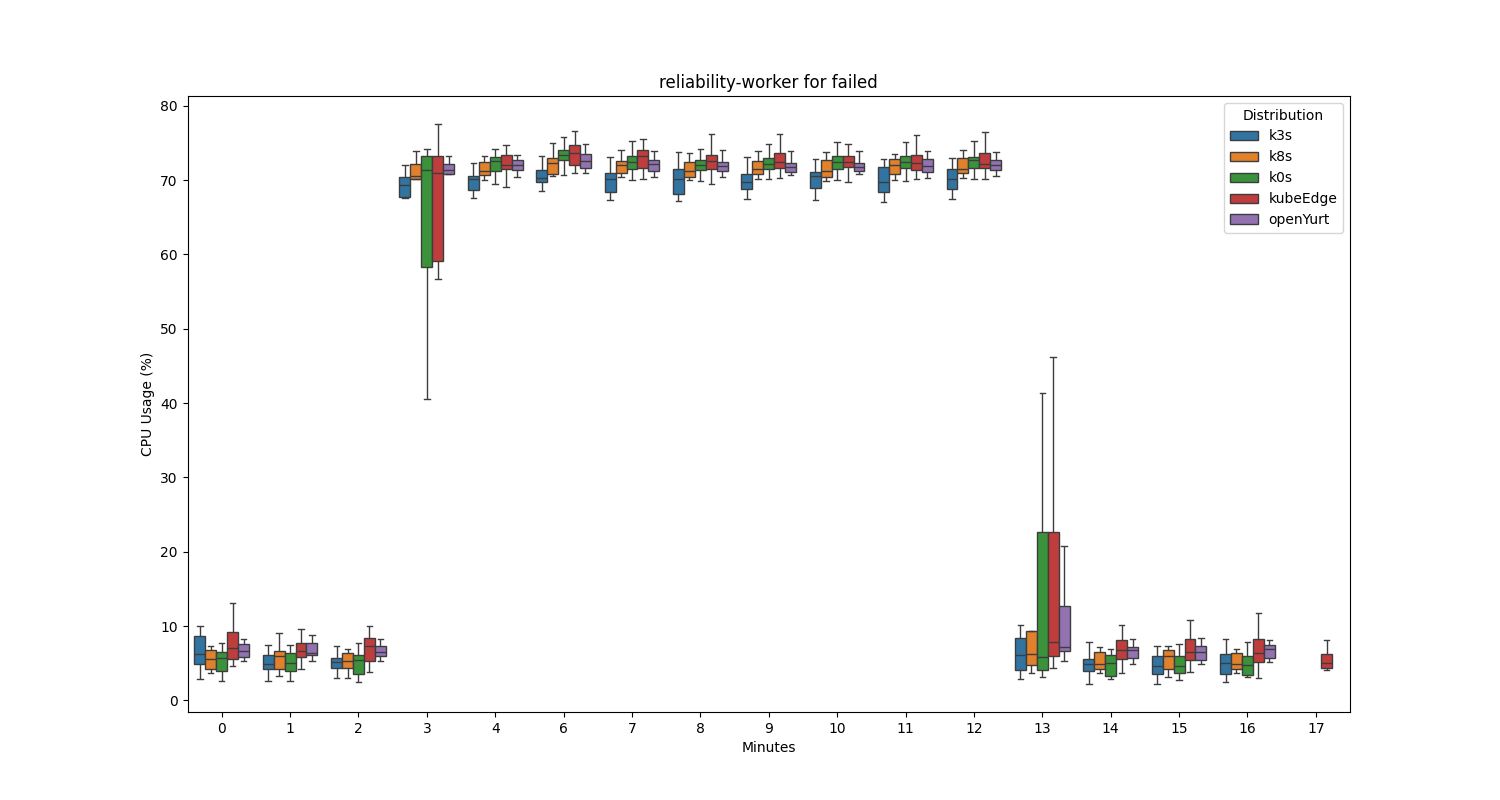 reliability-worker for failed
Distribution
k3s
k8s
k0s
kubeEdge
openYurt
CPU Usage (%)
80
70
60
50
40
30
20
10
0
0 1 2 3 4 6 7 8 9 10 11 12 13 14 15 16 17
Minutes